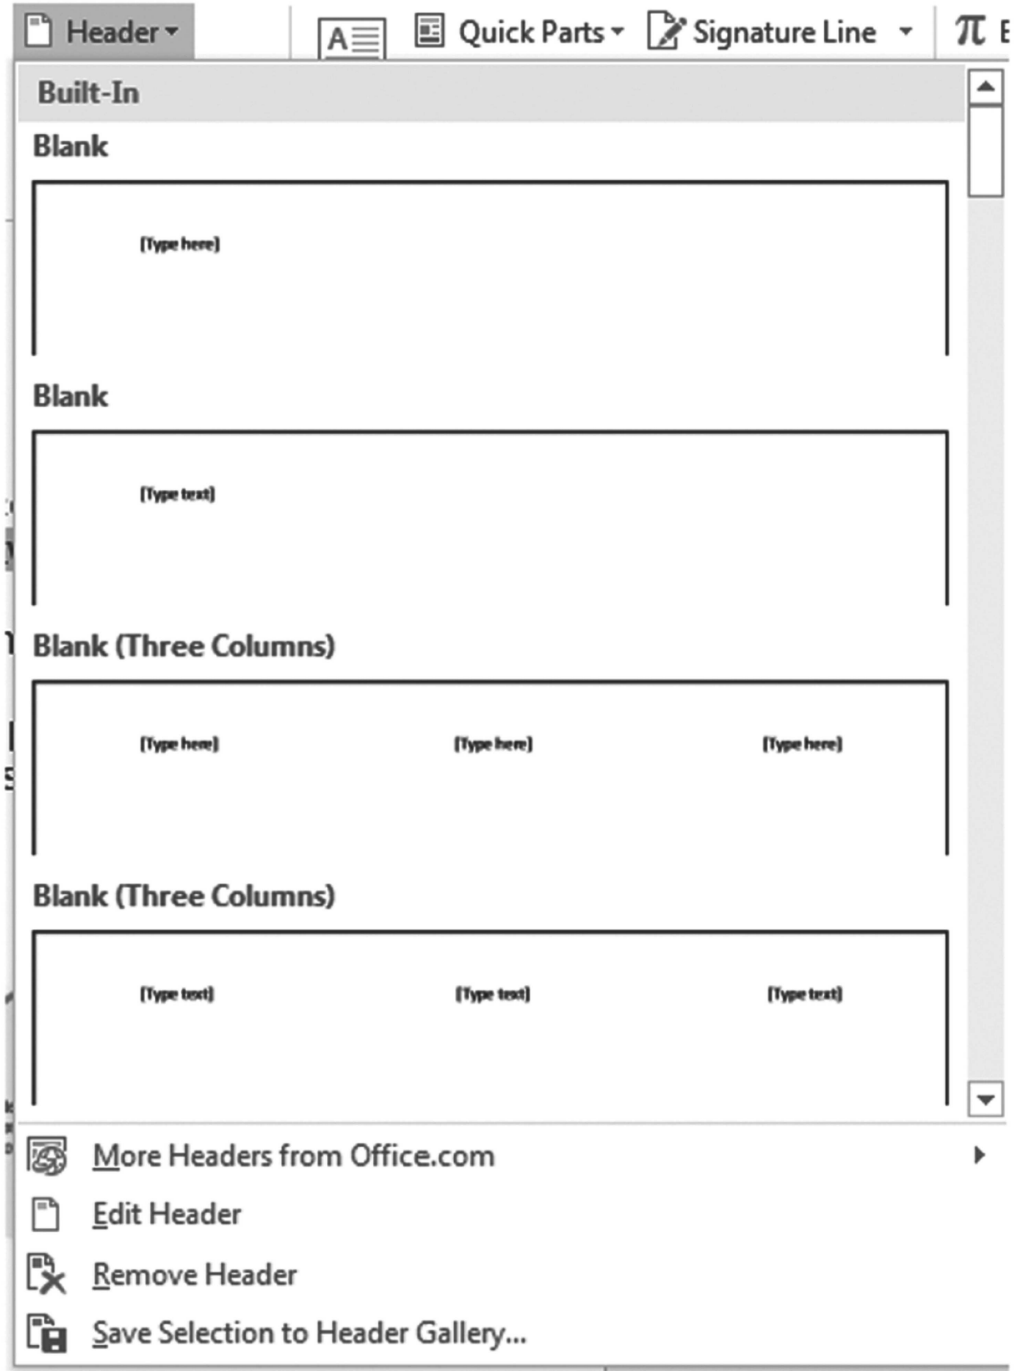 Header
A
Quick Parts
Signature Line
π
Built-In
Blank
[Type here]
Blank
[Type text]
Blank (Three Columns)
[Type here] [Type here] [Type here]
Blank (Three Columns)
[Type text] [Type text] [Type text]
More Headers from Office.com
Edit Header
Remove Header
Save Selection to Header Gallery...